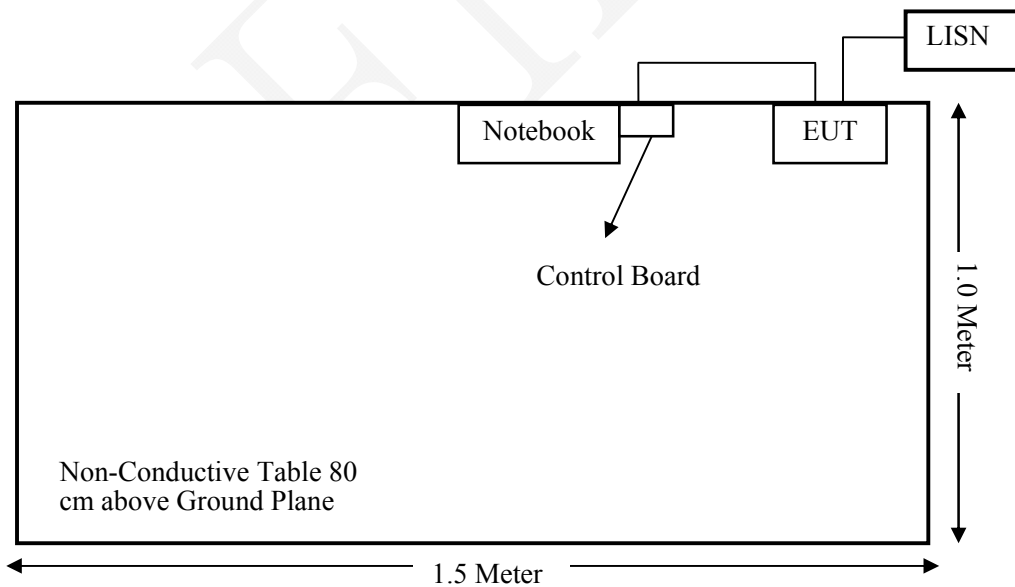 LISN
Notebook
EUT
Control Board
1.0 Meter
Non-Conductive Table 80
cm above Ground Plane
1.5 Meter